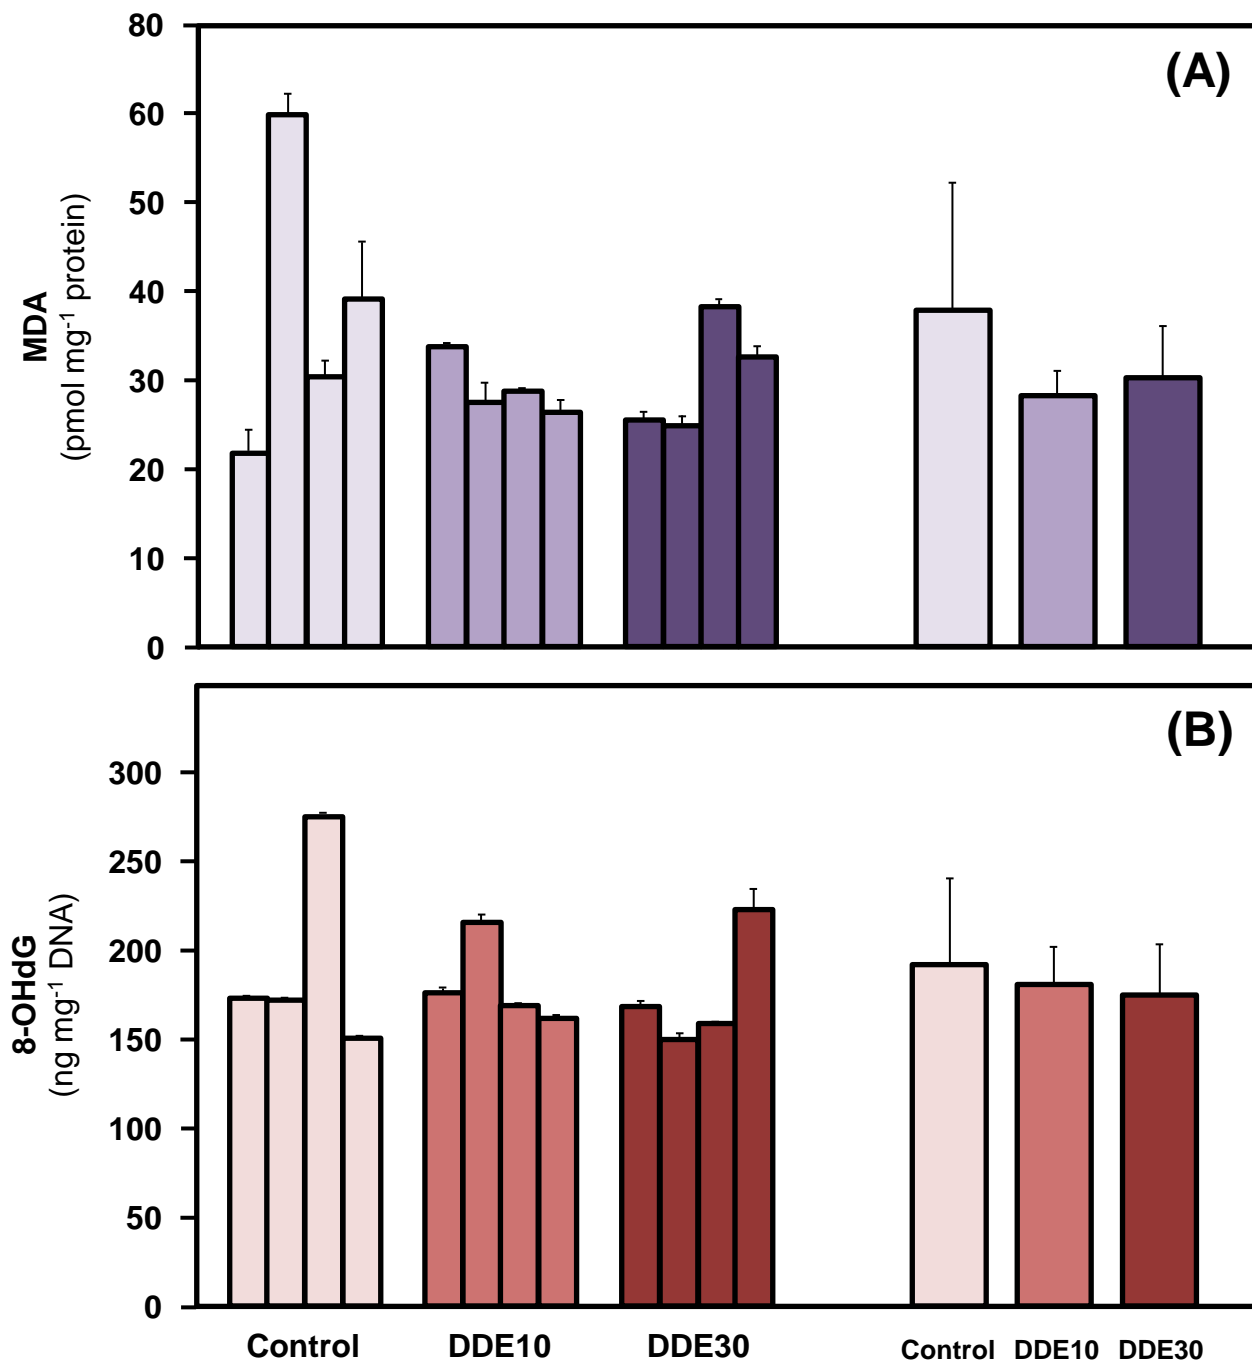 80
(A)
60
50
40
30
20
10
0
MDA
(pmol mg⁻¹ protein)
(B)
300
250
200
150
100
50
0
8-OHdG
(ng mg⁻¹ DNA)
Control DDE10 DDE30 Control DDE10 DDE30